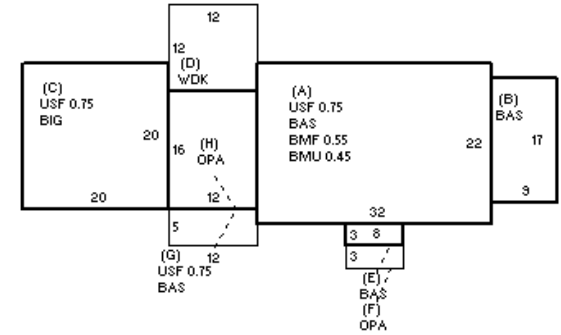 12
12
(D)
WDK
(C)
USF 0.75
BIG
20
20
16
(H)
OPA
12
(A)
USF 0.75
BAS
BMF 0.55
BMU 0.45
22
32
(B)
BAS
17
9
5
(G)
12
USF 0.75
BAS
3 8
3
(E)
BAS
(F)
OPA